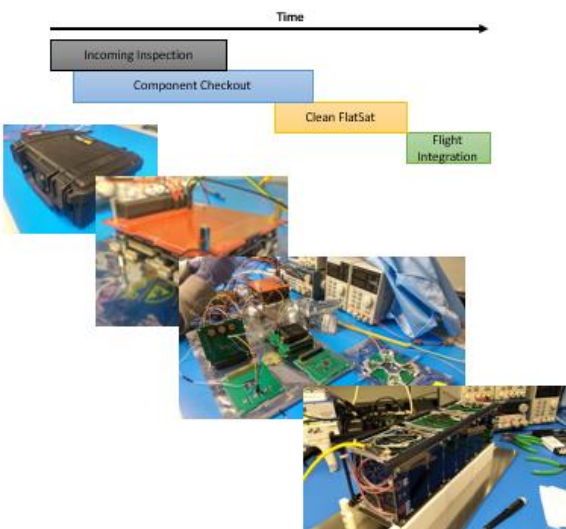 Time
Incoming Inspection
Component Checkout
Clean FlatSat
Flight
Integration